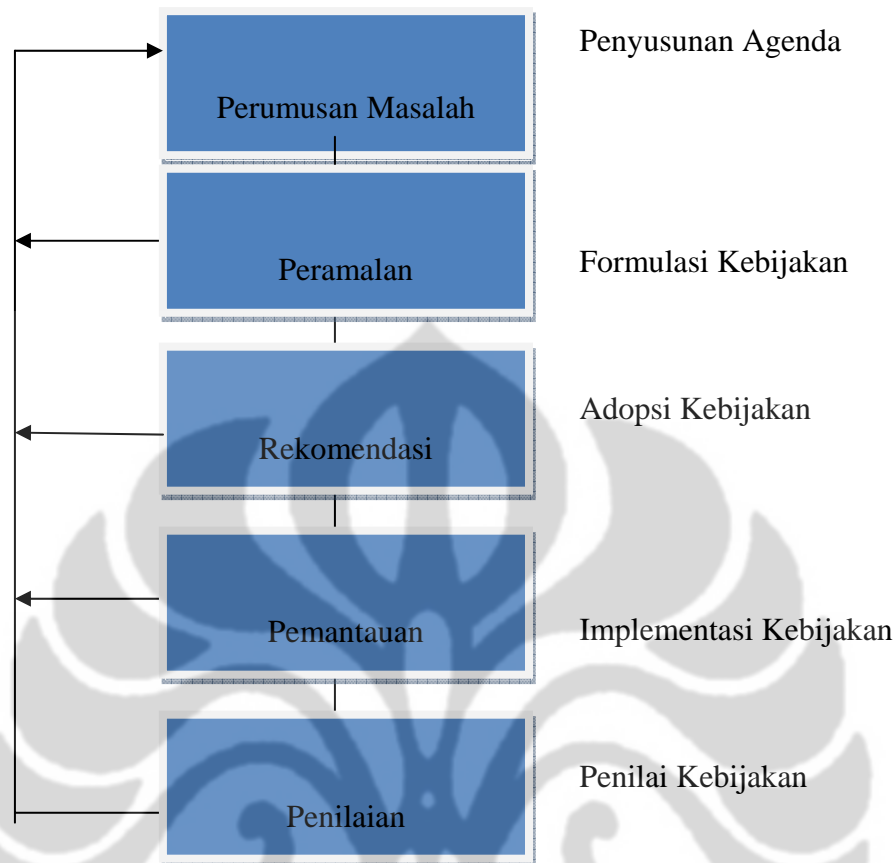 Penyusunan Agenda
Perumusan Masalah
Peramalan
Formulasi Kebijakan
Adopsi Kebijakan
Rekomendasi
Pemantauan
Implementasi Kebijakan
Penilai Kebijakan
Penilaian